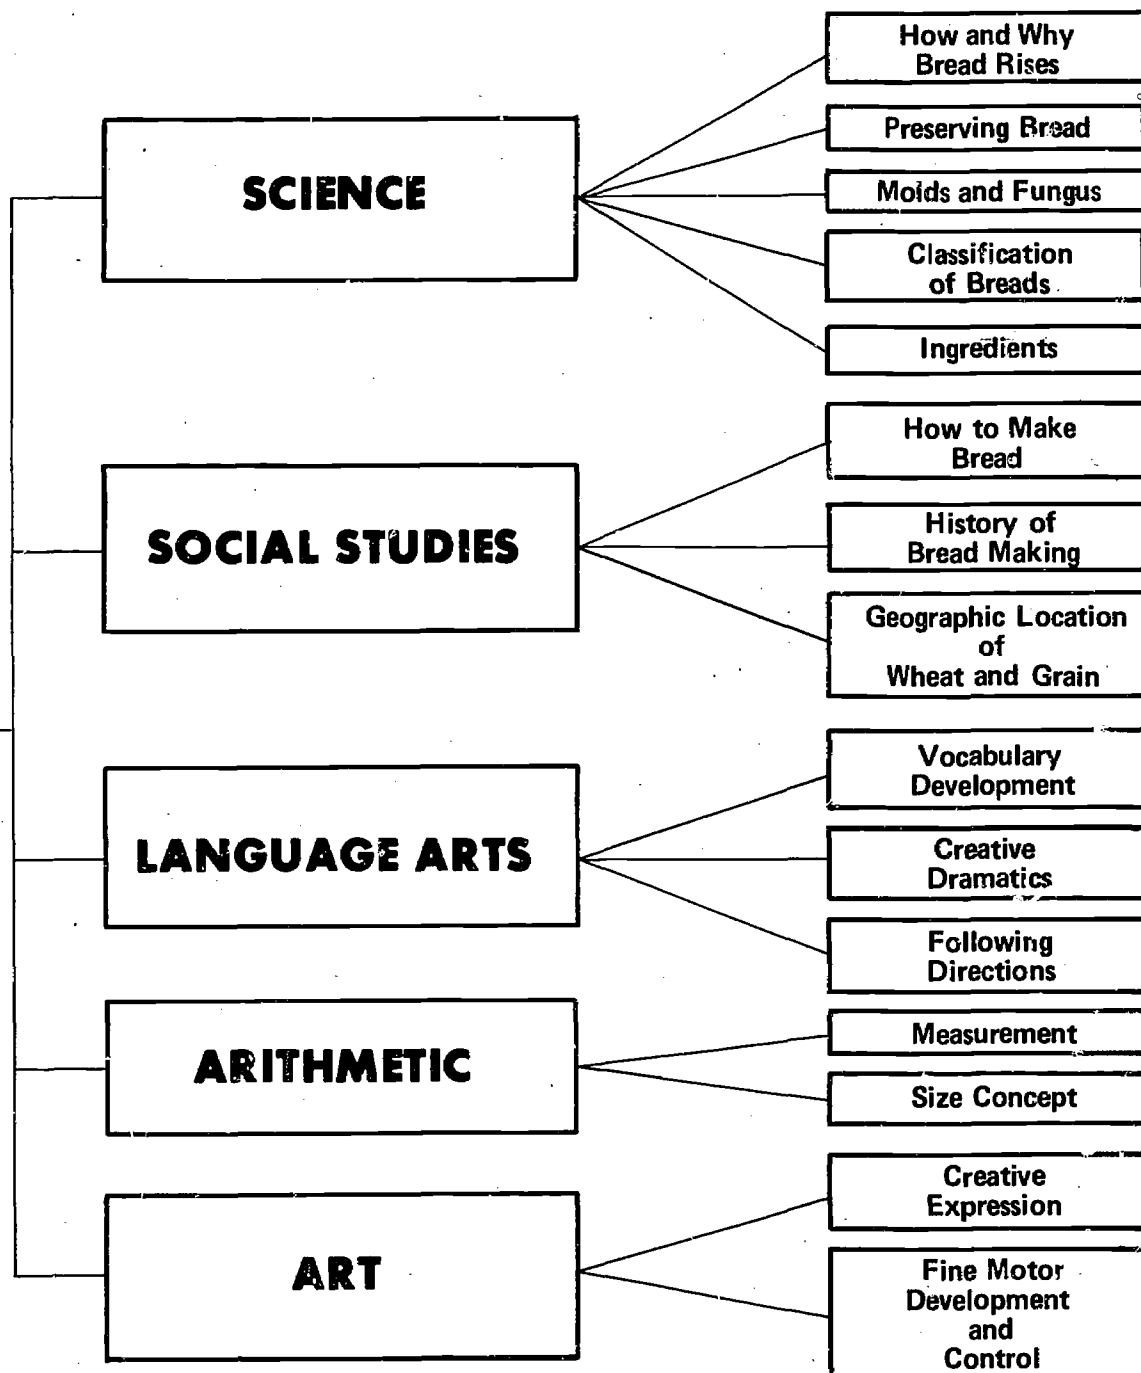 SCIENCE
How and Why
Bread Rises
Preserving Bread
Molds and Fungus
Classification
of Breads
Ingredients
SOCIAL STUDIES
How to Make
Bread
History of
Bread Making
Geographic Location
of
Wheat and Grain
LANGUAGE ARTS
Vocabulary
Development
Creative
Dramatics
Following
Directions
ARITHMETIC
Measurement
Size Concept
ART
Creative
Expression
Fine Motor
Development
and
Control